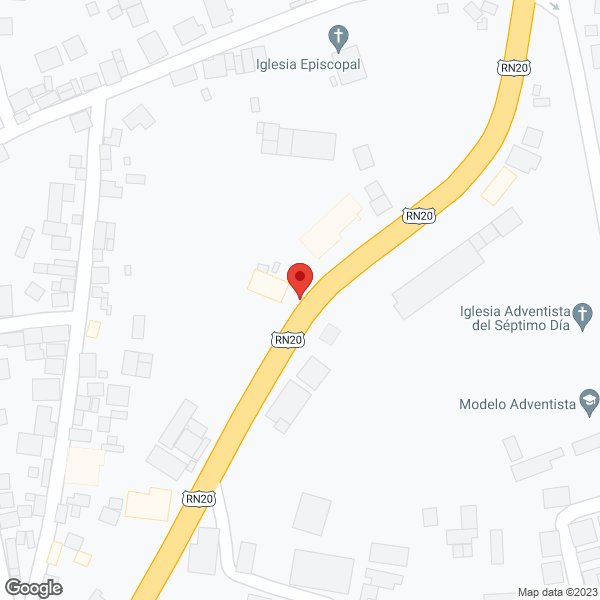 Iglesia Episcopal
RN20
RN20
Iglesia Adventista
del Séptimo Día
RN20
Modelo Adventista
RN20
Google
Map data ©2023